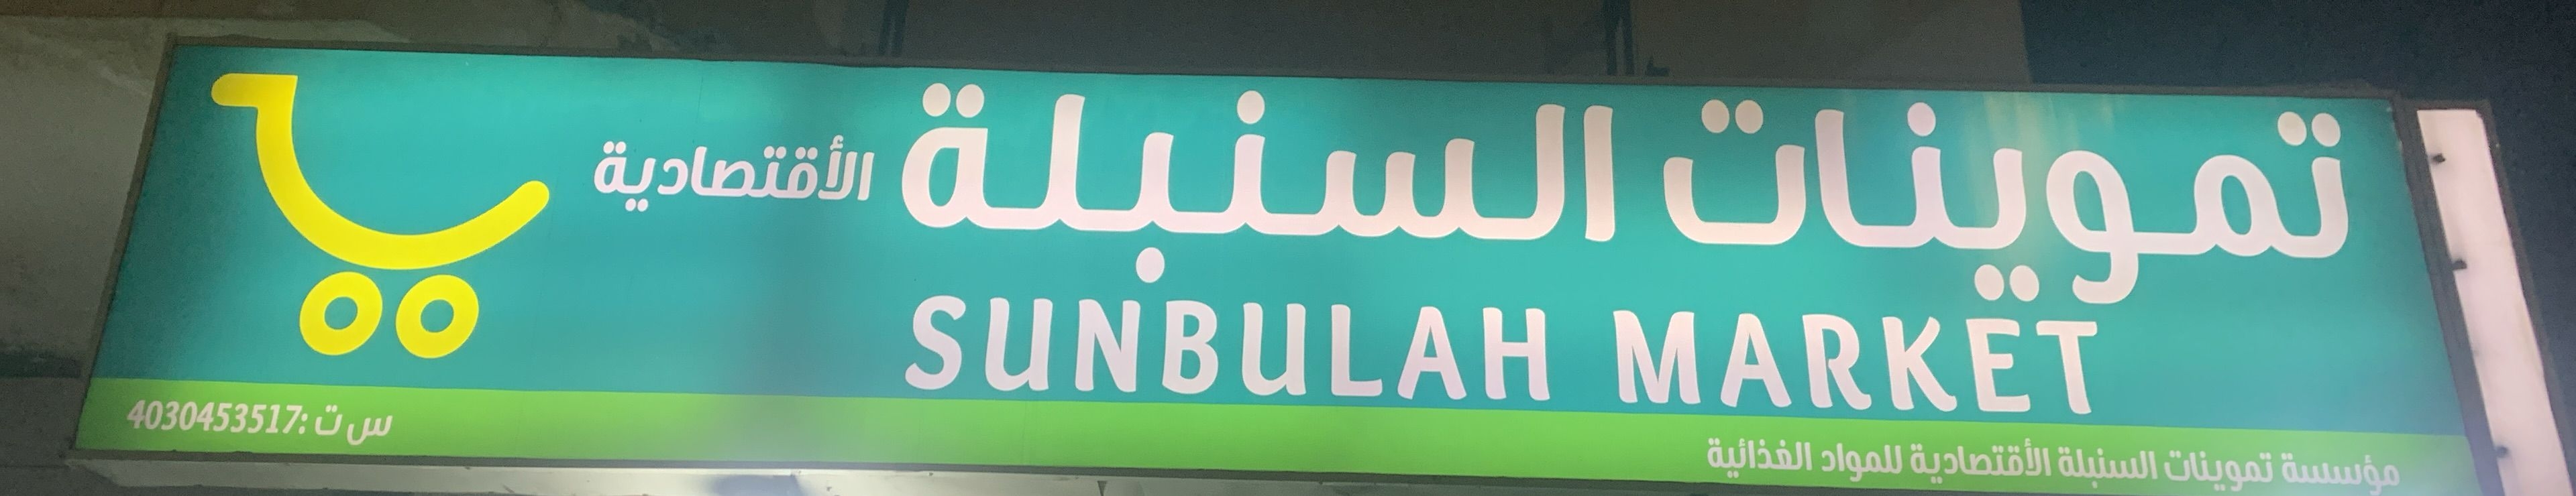 تموينات السنبلة الأقتصادية
SUNBULAH MARKET
مؤسسة تموينات السنبلة الأقتصادية للمواد الغذائية
س ت :4030453517